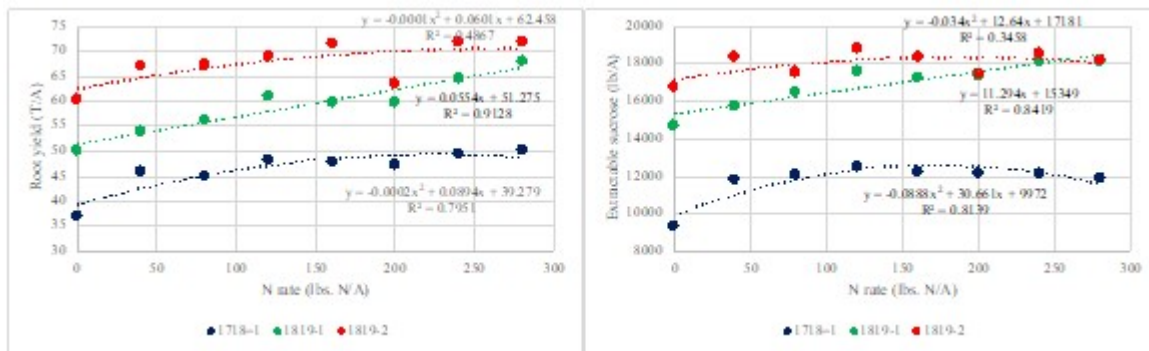 y = -0.0001x² + 0.0601x + 62.458
R² = 0.4867
y = 0.0554x + 51.275
R² = 0.9128
y = -0.0002x² + 0.0894x + 39.279
R² = 0.7951
Root yield (T/A)
75
70
65
60
55
50
45
40
35
30
0 50 100 150 200 250 300
N rate (lbs. N/A)
1718-1 1819-1 1819-2
y = -0.034x² + 12.64x + 17181
R² = 0.3458
y = 11.294x + 15349
R² = 0.8419
y = -0.0888x² + 30.661x + 9972
R² = 0.8139
Extractable sucrose (lb/A)
20000
18000
16000
14000
12000
10000
8000
0 50 100 150 200 250 300
N rate (lbs. N/A)
1718-1 1819-1 1819-2